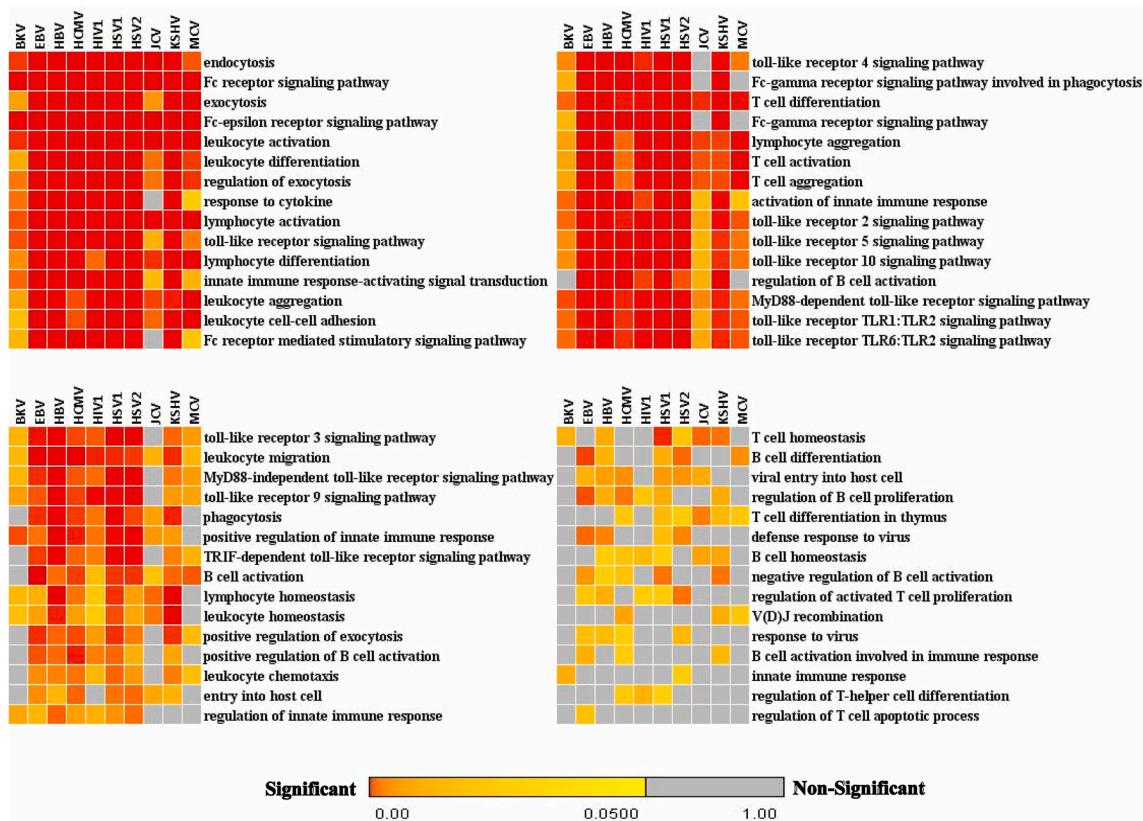 BKV EBV HBV HCMV HIV1 HSV1 HSV2 JCV KSHV MCV
endocytosis
Fc receptor signaling pathway
exocytosis
Fc-epsilon receptor signaling pathway
leukocyte activation
leukocyte differentiation
regulation of exocytosis
response to cytokine
lymphocyte activation
toll-like receptor signaling pathway
lymphocyte differentiation
innate immune response-activating signal transduction
leukocyte aggregation
leukocyte cell-cell adhesion
Fc receptor mediated stimulatory signaling pathway
BKV EBV HBV HCMV HIV1 HSV1 HSV2 JCV KSHV MCV
toll-like receptor 4 signaling pathway
Fc-gamma receptor signaling pathway involved in phagocytosis
T cell differentiation
Fc-gamma receptor signaling pathway
lymphocyte aggregation
T cell activation
T cell aggregation
activation of innate immune response
toll-like receptor 2 signaling pathway
toll-like receptor 5 signaling pathway
toll-like receptor 10 signaling pathway
regulation of B cell activation
MyD88-dependent toll-like receptor signaling pathway
toll-like receptor TLR1:TLR2 signaling pathway
toll-like receptor TLR6:TLR2 signaling pathway
BKV EBV HBV HCMV HIV1 HSV1 HSV2 JCV KSHV MCV
toll-like receptor 3 signaling pathway
leukocyte migration
MyD88-independent toll-like receptor signaling pathway
toll-like receptor 9 signaling pathway
phagocytosis
positive regulation of innate immune response
TRIF-dependent toll-like receptor signaling pathway
B cell activation
lymphocyte homeostasis
leukocyte homeostasis
positive regulation of exocytosis
positive regulation of B cell activation
leukocyte chemotaxis
entry into host cell
regulation of innate immune response
BKV EBV HBV HCMV HIV1 HSV1 HSV2 JCV KSHV MCV
T cell homeostasis
B cell differentiation
viral entry into host cell
regulation of B cell proliferation
T cell differentiation in thymus
defense response to virus
B cell homeostasis
negative regulation of B cell activation
regulation of activated T cell proliferation
V(D)J recombination
response to virus
B cell activation involved in immune response
innate immune response
regulation of T-helper cell differentiation
regulation of T cell apoptotic process
Significant Non-Significant
0.00 0.0500 1.00